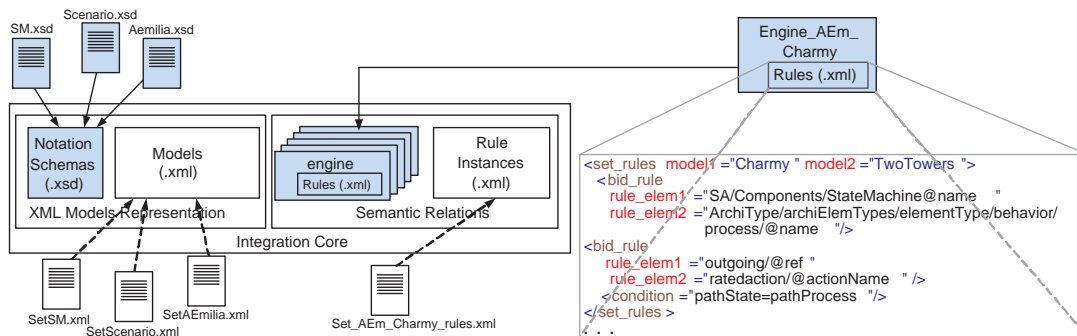 Scenario.xsd
SM.xsd
Aemilia.xsd
Engine_AEm_
Charmy
Rules (.xml)
Notation
Schemas
(.xsd)
Models
(.xml)
XML Models Representation
engine
Rules (.xml)
Rule
Instances
(.xml)
Semantic Relations
Integration Core
SetSM.xml
SetScenario.xml
SetAEmilia.xml
Set_AEm_Charmy_rules.xml
<set_rules model1 ="Charmy " model2 ="TwoTowers ">
<bid_rule
rule_elem1 ="SA/Components/StateMachine@name "
rule_elem2 ="ArchiType/archiElemTypes/elementType/behavior/
process/@name "/>
<bid_rule
rule_elem1 ="outgoing/@ref "
rule_elem2 ="ratedaction/@actionName " />
<condition ="pathState=pathProcess "/>
</set_rules >
. . .